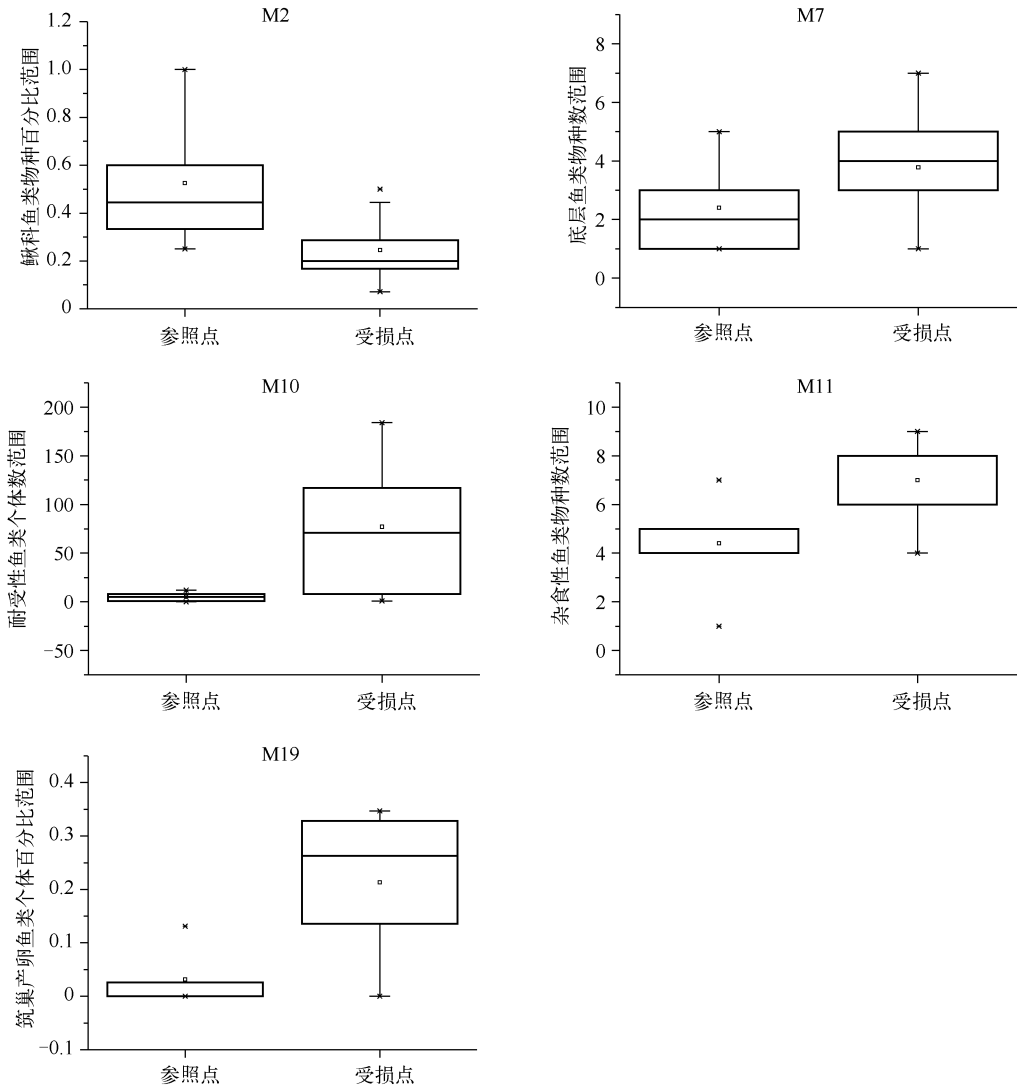 M2
鳅科鱼类物种百分比范围
1.2
1.0
0.8
0.6
0.4
0.2
0
参照点
受损点
M7
底层鱼类物种数范围
8
6
4
2
0
参照点
受损点
M10
耐受性鱼类个体数范围
200
150
100
50
0
−50
参照点
受损点
M11
杂食性鱼类物种数范围
10
8
6
4
2
0
参照点
受损点
M19
筑巢产卵鱼类个体百分比范围
0.4
0.3
0.2
0.1
0
−0.1
参照点
受损点